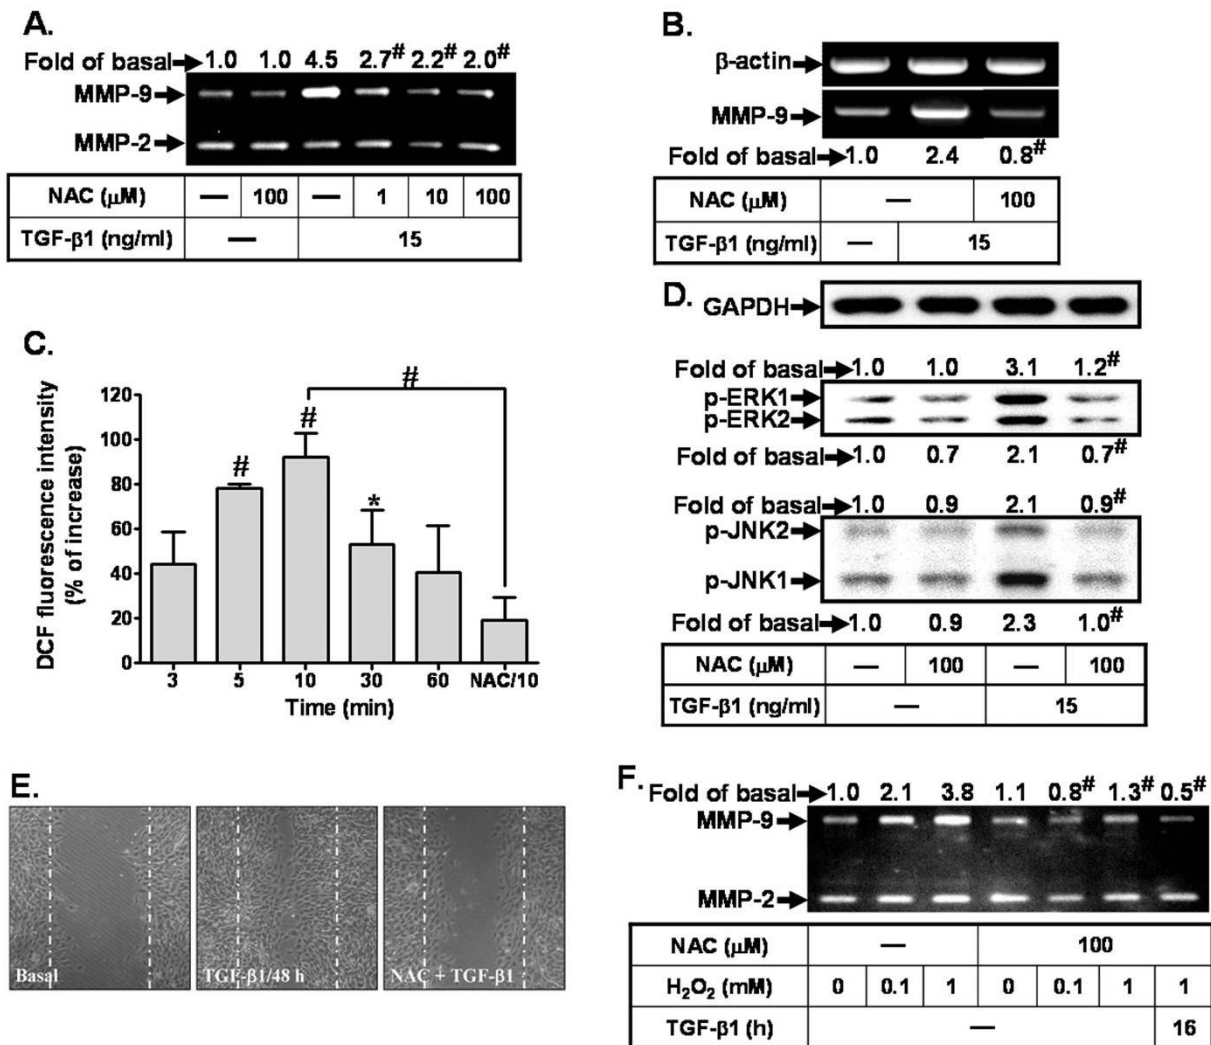 A.
Fold of basal 1.0 1.0 4.5 2.7# 2.2# 2.0#
MMP-9
MMP-2
NAC (μM) — 100 — 1 10 100
TGF-β1 (ng/ml) — 15
B.
β-actin
MMP-9
Fold of basal 1.0 2.4 0.8#
NAC (μM) — 100
TGF-β1 (ng/ml) — 15
C.
DCF fluorescence intensity
(% of increase)
120
100
80
60
40
20
0
# # * #
3 5 10 30 60 NAC/10
Time (min)
D.
GAPDH
Fold of basal 1.0 1.0 3.1 1.2#
p-ERK1
p-ERK2
Fold of basal 1.0 0.7 2.1 0.7#
Fold of basal 1.0 0.9 2.1 0.9#
p-JNK2
p-JNK1
Fold of basal 1.0 0.9 2.3 1.0#
NAC (μM) — 100 — 100
TGF-β1 (ng/ml) — 15
E.
Basal
TGF-β1/48 h
NAC + TGF-β1
F.
Fold of basal 1.0 2.1 3.8 1.1 0.8# 1.3# 0.5#
MMP-9
MMP-2
NAC (μM) — 100
H₂O₂ (mM) 0 0.1 1 0 0.1 1 1
TGF-β1 (h) — 16